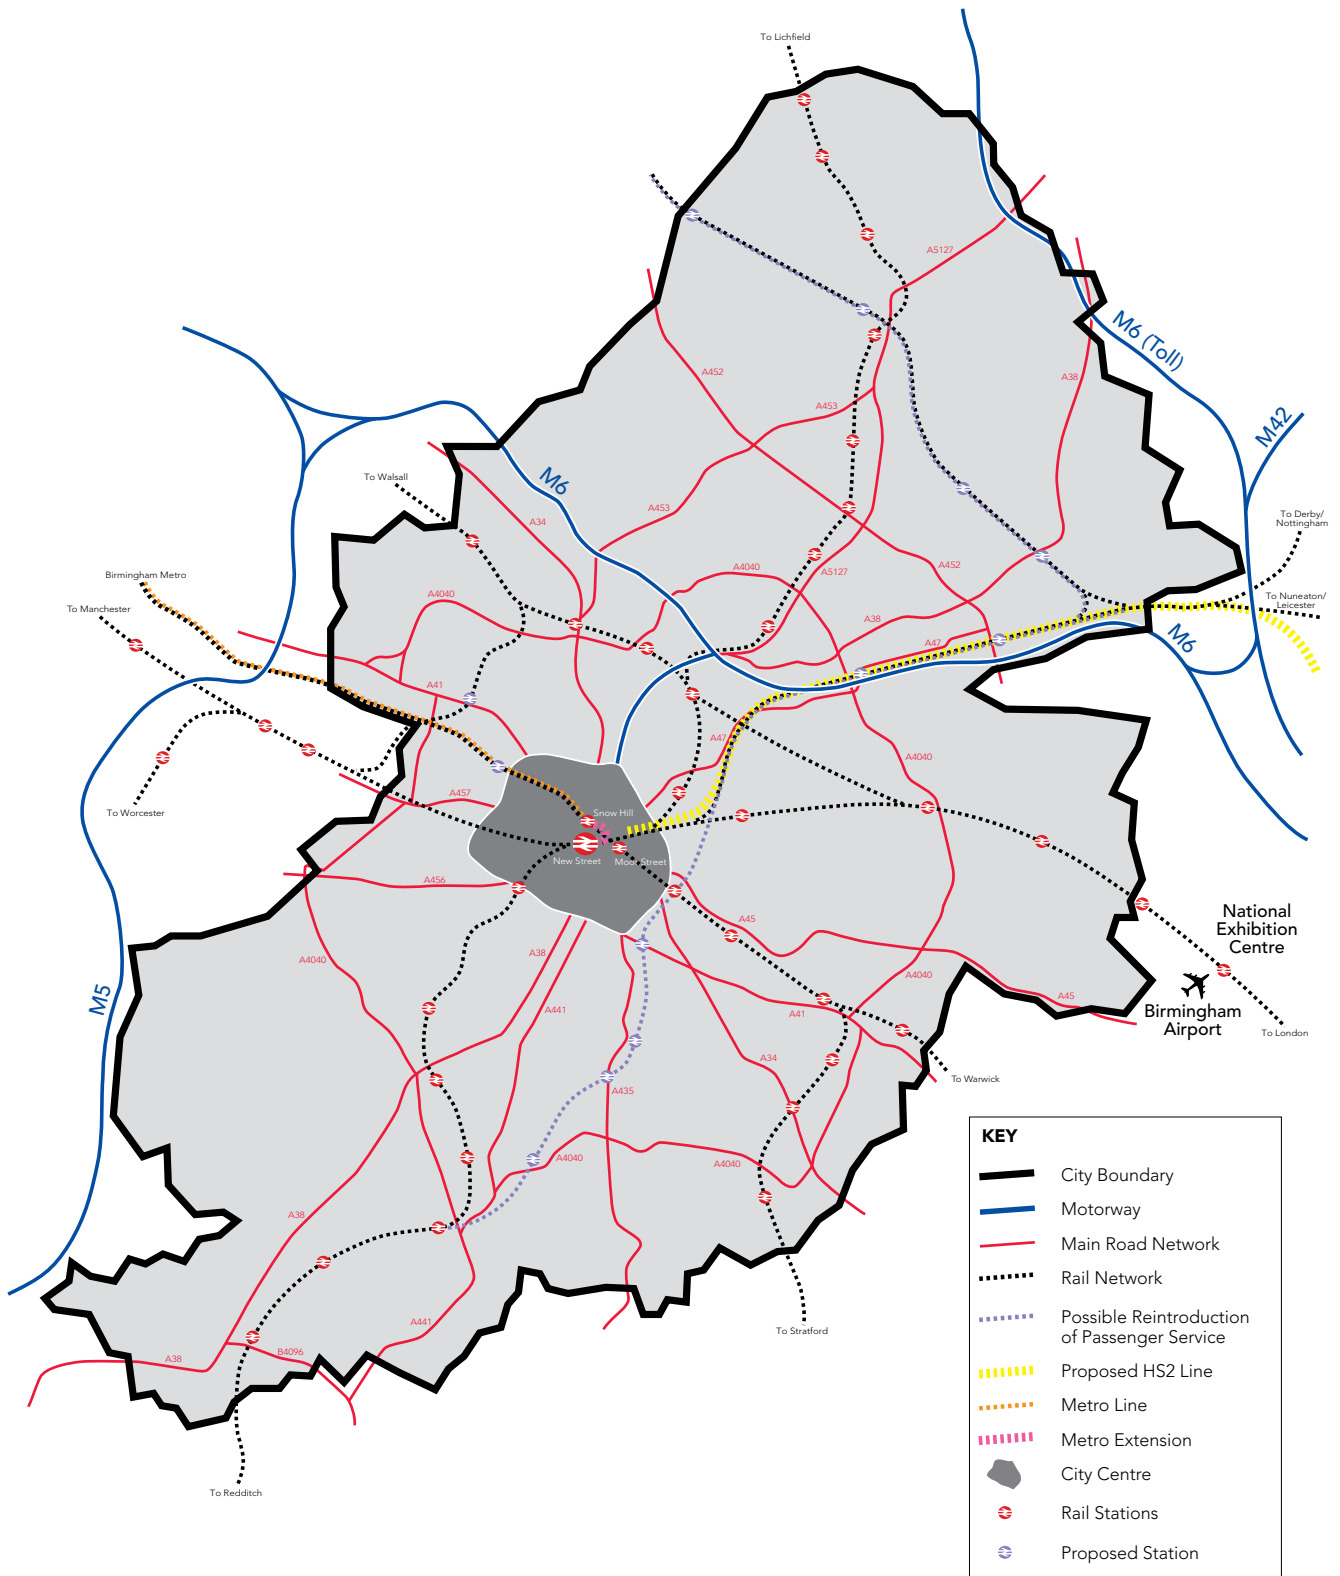 To Lichfield
A5127
M6 (Toll)
A452
A38
A453
M42
To Walsall
M6
A453
A34
To Derby/
Nottingham
Birmingham Metro
A4040
A5127
A452
A4040
To Nuneaton/
Leicester
To Manchester
A38
A47
M6
A41
A47
A4040
A457
To Worcester
Snow Hill
New Street
Moor Street
A456
National
Exhibition
Centre
A45
A4040
A38
A4040
A45
M5
A441
A41
Birmingham
Airport
To London
A34
To Warwick
A435
A4040
A4040
A38
To Stratford
A441
A38
B4096
To Redditch
KEY
City Boundary
Motorway
Main Road Network
Rail Network
Possible Reintroduction
of Passenger Service
Proposed HS2 Line
Metro Line
Metro Extension
City Centre
Rail Stations
Proposed Station